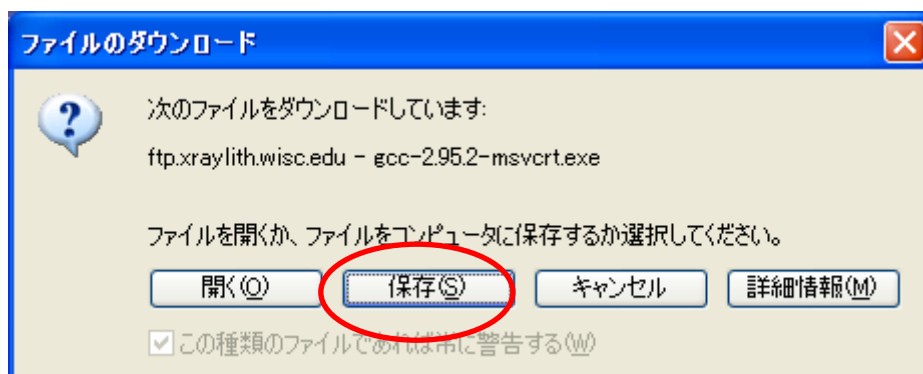 ファイルのダウンロード
?
次のファイルをダウンロードしています:
ftp.xraylith.wisc.edu - gcc-2.95.2-msvcrt.exe
ファイルを開くか、ファイルをコンピュータに保存するか選択してください。
開く(O) 保存(S) キャンセル 詳細情報(M)
この種類のファイルであれば常に警告する(W)